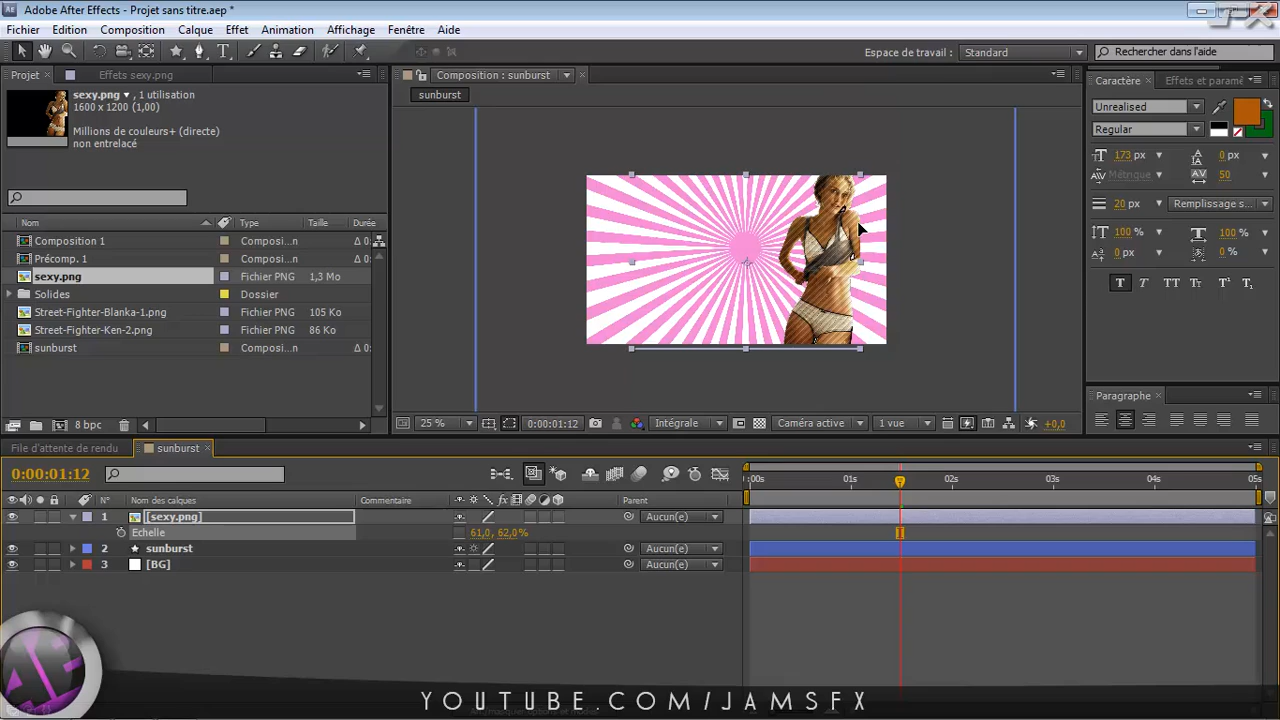 Adobe After Effects - Projet sans titre.aep *
Fichier Edition Composition Calque Effet Animation Affichage Fenêtre Aide
Espace de travail : Standard Rechercher dans l'aide
Projet Effets sexy.png
Composition : sunburst
Caractère Effets et paramé
sexy.png , 1 utilisation
1600 x 1200 (1,00)
Millions de couleurs+ (directe)
non entrelacé
sunburst
Unrealised
Regular
173 px 0 px
Métrique 50
20 px Remplissage s...
100 % 100 %
0 px 0 %
T T TT Tт T¹ T₁
Nom Type Taille Durée
Composition 1 Composi...n Δ 0:
Précomp. 1 Composi...n Δ 0:
sexy.png Fichier PNG 1,3 Mo
Solides Dossier
Street-Fighter-Blanka-1.png Fichier PNG 105 Ko
Street-Fighter-Ken-2.png Fichier PNG 86 Ko
sunburst Composi...n Δ 0:
Paragraphe
8 bpc
25 % 0:00:01:12 Intégrale Caméra active 1 vue +0,0
File d'attente de rendu sunburst
0:00:01:12
:00s 01s 02s 03s 04s 05s
N° Nom des calques Commentaire Parent
1 [sexy.png] Aucun(e)
Echelle 61,0, 62,0%
2 sunburst Aucun(e)
3 [BG] Aucun(e)
YOUTUBE.COM/JAMSFX